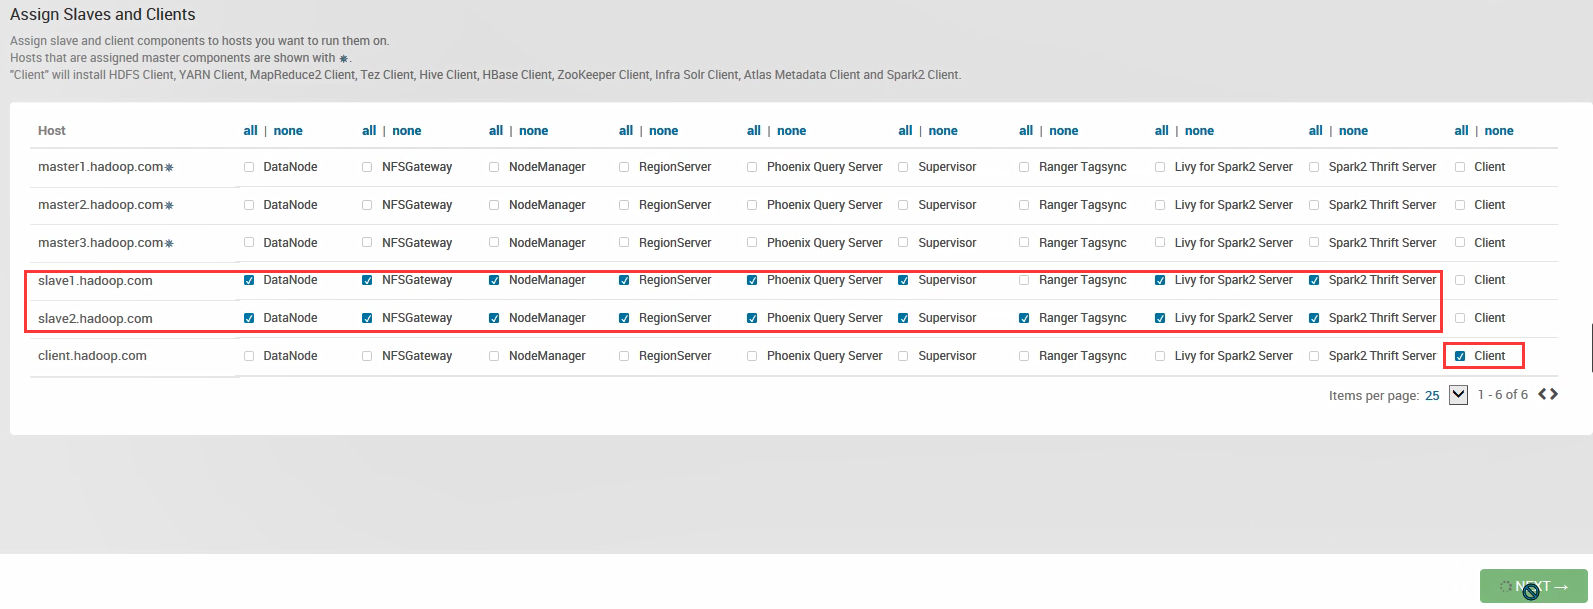 Assign Slaves and Clients
Assign slave and client components to hosts you want to run them on.
Hosts that are assigned master components are shown with ✵.
"Client" will install HDFS Client, YARN Client, MapReduce2 Client, Tez Client, Hive Client, HBase Client, ZooKeeper Client, Infra Solr Client, Atlas Metadata Client and Spark2 Client.
Host all | none all | none all | none all | none all | none all | none all | none all | none all | none all | none
master1.hadoop.com✵ DataNode NFSGateway NodeManager RegionServer Phoenix Query Server Supervisor Ranger Tagsync Livy for Spark2 Server Spark2 Thrift Server Client
master2.hadoop.com✵ DataNode NFSGateway NodeManager RegionServer Phoenix Query Server Supervisor Ranger Tagsync Livy for Spark2 Server Spark2 Thrift Server Client
master3.hadoop.com✵ DataNode NFSGateway NodeManager RegionServer Phoenix Query Server Supervisor Ranger Tagsync Livy for Spark2 Server Spark2 Thrift Server Client
slave1.hadoop.com DataNode NFSGateway NodeManager RegionServer Phoenix Query Server Supervisor Ranger Tagsync Livy for Spark2 Server Spark2 Thrift Server Client
slave2.hadoop.com DataNode NFSGateway NodeManager RegionServer Phoenix Query Server Supervisor Ranger Tagsync Livy for Spark2 Server Spark2 Thrift Server Client
client.hadoop.com DataNode NFSGateway NodeManager RegionServer Phoenix Query Server Supervisor Ranger Tagsync Livy for Spark2 Server Spark2 Thrift Server Client
Items per page: 25 1 - 6 of 6
NEXT →